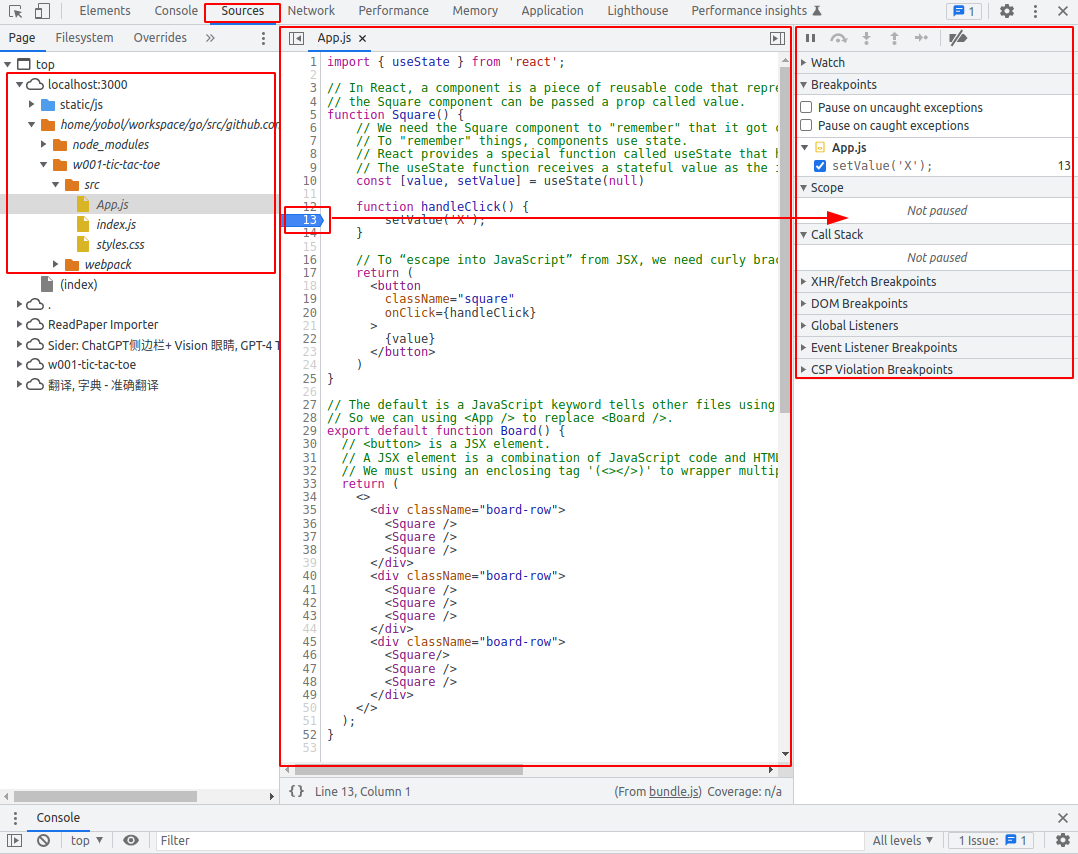 Elements Console Sources Network Performance Memory Application Lighthouse Performance insights 1
Page Filesystem Overrides »
top
localhost:3000
static/js
home/yobol/workspace/go/src/github.con
node_modules
w001-tic-tac-toe
src
App.js
index.js
styles.css
webpack
(index)
.
ReadPaper Importer
Sider: ChatGPT侧边栏+ Vision 眼睛, GPT-4 T
w001-tic-tac-toe
翻译, 字典 - 准确翻译
App.js ×
1 import { useState } from 'react';
2
3 // In React, a component is a piece of reusable code that repre
4 // the Square component can be passed a prop called value.
5 function Square() {
6 // We need the Square component to "remember" that it got c
7 // To "remember" things, components use state.
8 // React provides a special function called useState that h
9 // The useState function receives a stateful value as the i
10 const [value, setValue] = useState(null)
11
12 function handleClick() {
13 setValue('X');
14 }
15
16 // To “escape into JavaScript” from JSX, we need curly brac
17 return (
18 <button
19 className="square"
20 onClick={handleClick}
21 >
22 {value}
23 </button>
24 )
25 }
26
27 // The default is a JavaScript keyword tells other files using
28 // So we can using <App /> to replace <Board />.
29 export default function Board() {
30 // <button> is a JSX element.
31 // A JSX element is a combination of JavaScript code and HTML
32 // We must using an enclosing tag '(<></>)' to wrapper multip
33 return (
34 <>
35 <div className="board-row">
36 <Square />
37 <Square />
38 <Square />
39 </div>
40 <div className="board-row">
41 <Square />
42 <Square />
43 <Square />
44 </div>
45 <div className="board-row">
46 <Square/>
47 <Square />
48 <Square />
49 </div>
50 </>
51 );
52 }
53
{} Line 13, Column 1 (From bundle.js) Coverage: n/a
Watch
Breakpoints
Pause on uncaught exceptions
Pause on caught exceptions
App.js
setValue('X'); 13
Scope
Not paused
Call Stack
Not paused
XHR/fetch Breakpoints
DOM Breakpoints
Global Listeners
Event Listener Breakpoints
CSP Violation Breakpoints
Console
top Filter All levels 1 Issue: 1